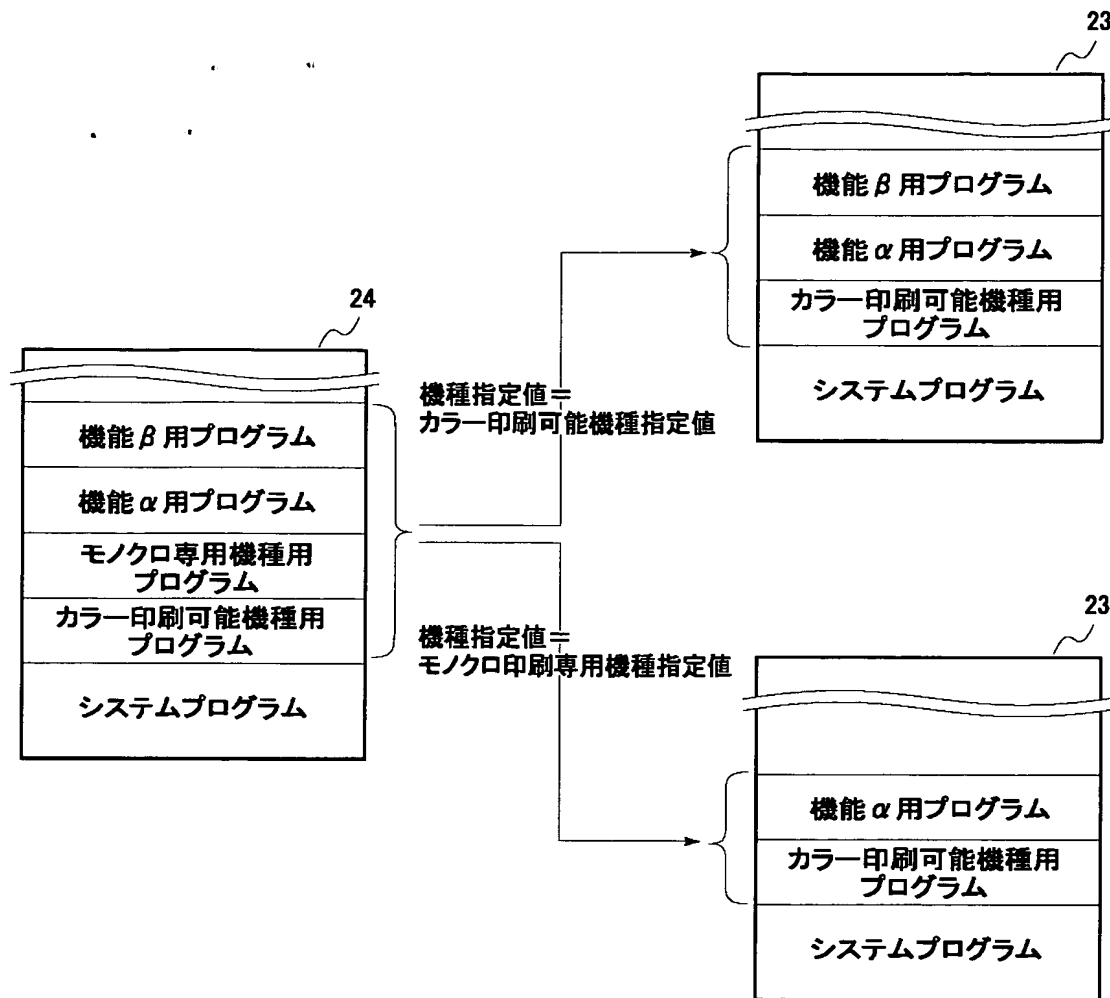 24
機能β用プログラム
機能α用プログラム
モノクロ専用機種用
プログラム
カラー印刷可能機種用
プログラム
システムプログラム
機種指定値＝
カラー印刷可能機種指定値
機種指定値＝
モノクロ印刷専用機種指定値
23
機能β用プログラム
機能α用プログラム
カラー印刷可能機種用
プログラム
システムプログラム
23
機能α用プログラム
カラー印刷可能機種用
プログラム
システムプログラム